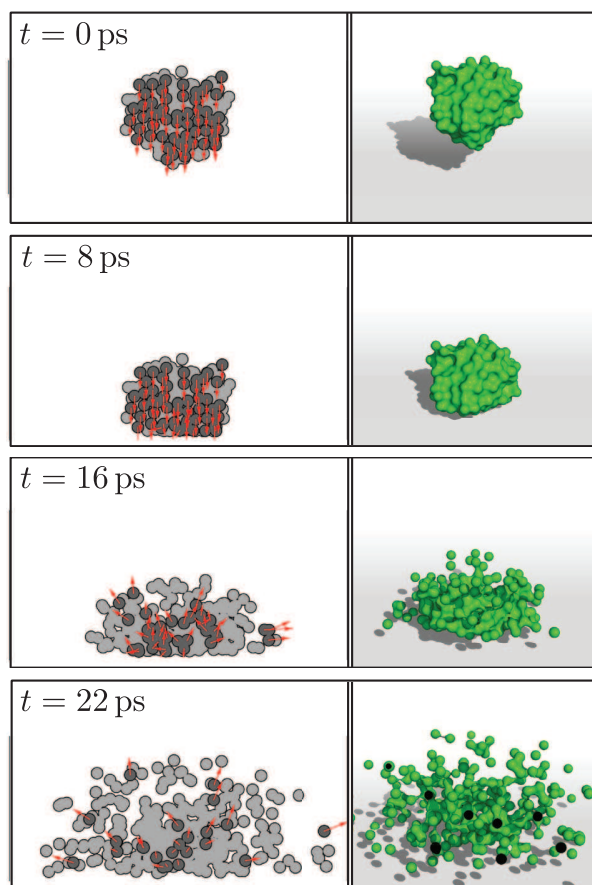 t = 0 ps
t = 8 ps
t = 16 ps
t = 22 ps